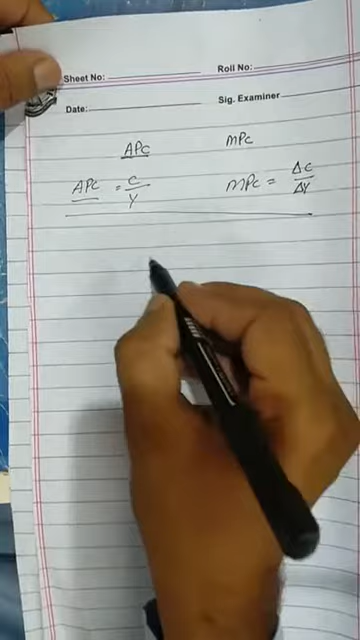 Sheet No: Roll No:
Date: Sig. Examiner
APC MPC
APC = C/Y MPC = ΔC/ΔY